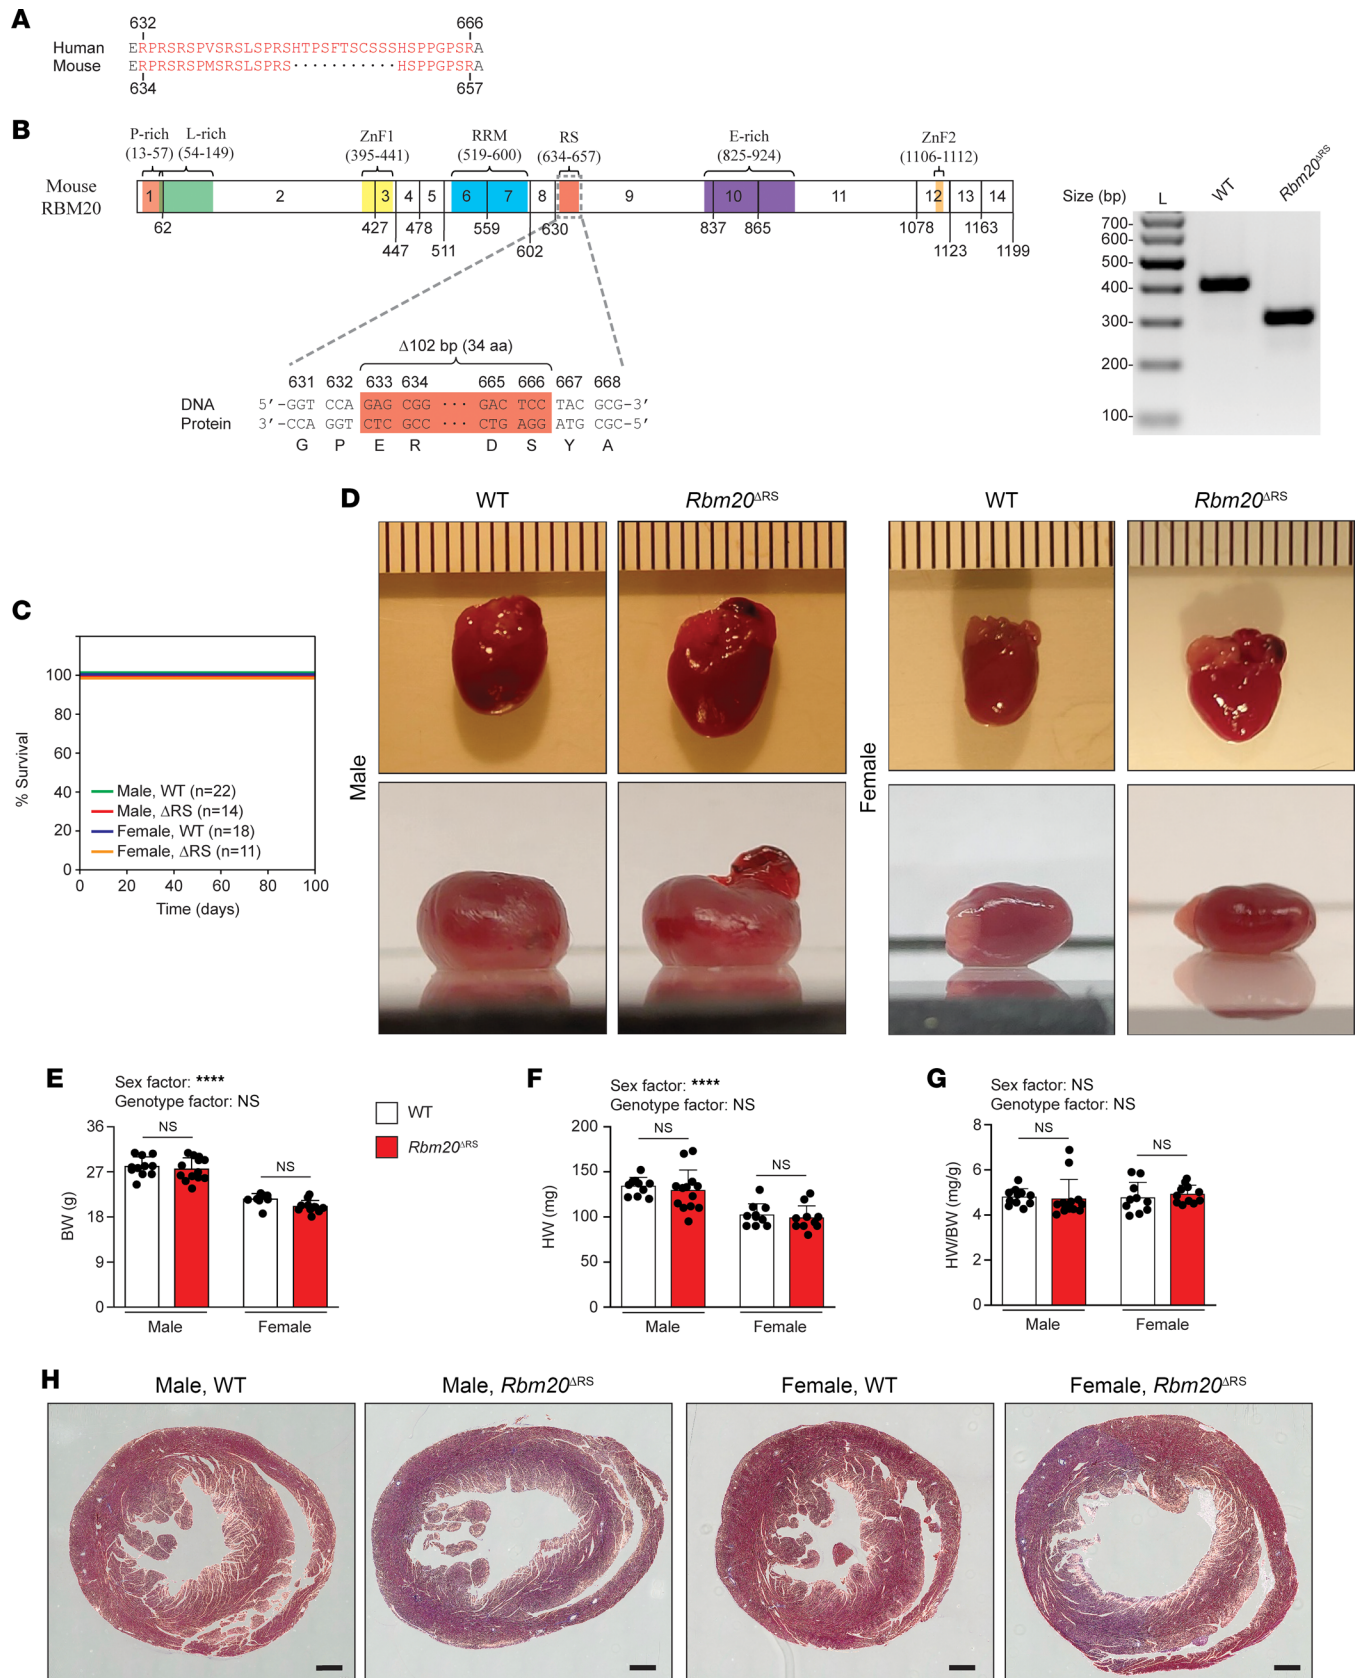 A
632 666
Human ERPRSRSPVSRSLSPRSHTPSFTSCSSSHSPPGPSRA
Mouse ERPRSRSPMSRSLSPRS···········HSPPGPSRA
634 657
B
P-rich L-rich ZnF1 RRM RS E-rich ZnF2
(13-57) (54-149) (395-441) (519-600) (634-657) (825-924) (1106-1112)
Mouse RBM20
1 2 3 4 5 6 7 8 9 10 11 12 13 14
62 427 478 559 630 837 865 1078 1163
447 511 602 1123 1199
Δ102 bp (34 aa)
631 632 633 634 665 666 667 668
DNA 5′-GGT CCA GAG CGG ··· GAC TCC TAC GCG-3′
Protein 3′-CCA GGT CTC GCC ··· CTG AGG ATG CGC-5′
G P E R D S Y A
Size (bp) L WT Rbm20ΔRS
700-
600-
500-
400-
300-
200-
100-
C
% Survival
100
80
60
40
20
0
Male, WT (n=22)
Male, ΔRS (n=14)
Female, WT (n=18)
Female, ΔRS (n=11)
0 20 40 60 80 100
Time (days)
D
WT Rbm20ΔRS WT Rbm20ΔRS
Male
Female
E
Sex factor: ****
Genotype factor: NS
BW (g)
36
27
18
9
0
NS NS
Male Female
WT
Rbm20ΔRS
F
Sex factor: ****
Genotype factor: NS
HW (mg)
200
150
100
50
0
NS NS
Male Female
G
Sex factor: NS
Genotype factor: NS
HW/BW (mg/g)
8
6
4
2
0
NS NS
Male Female
H
Male, WT Male, Rbm20ΔRS Female, WT Female, Rbm20ΔRS